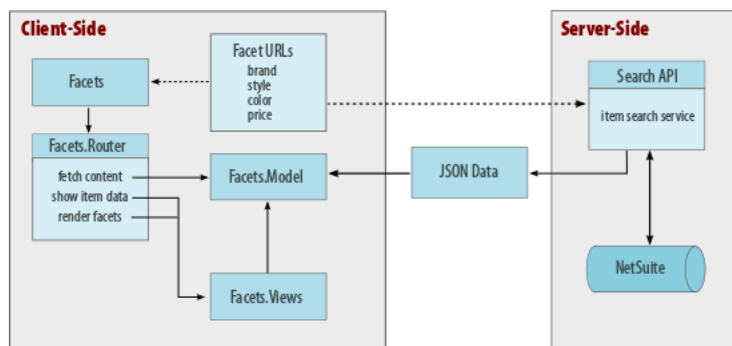 Client-Side
Facet URLs
brand
style
color
price
Facets
Facets.Router
fetch content
show item data
render facets
Facets.Model
Facets.Views
JSON Data
Server-Side
Search API
item search service
NetSuite